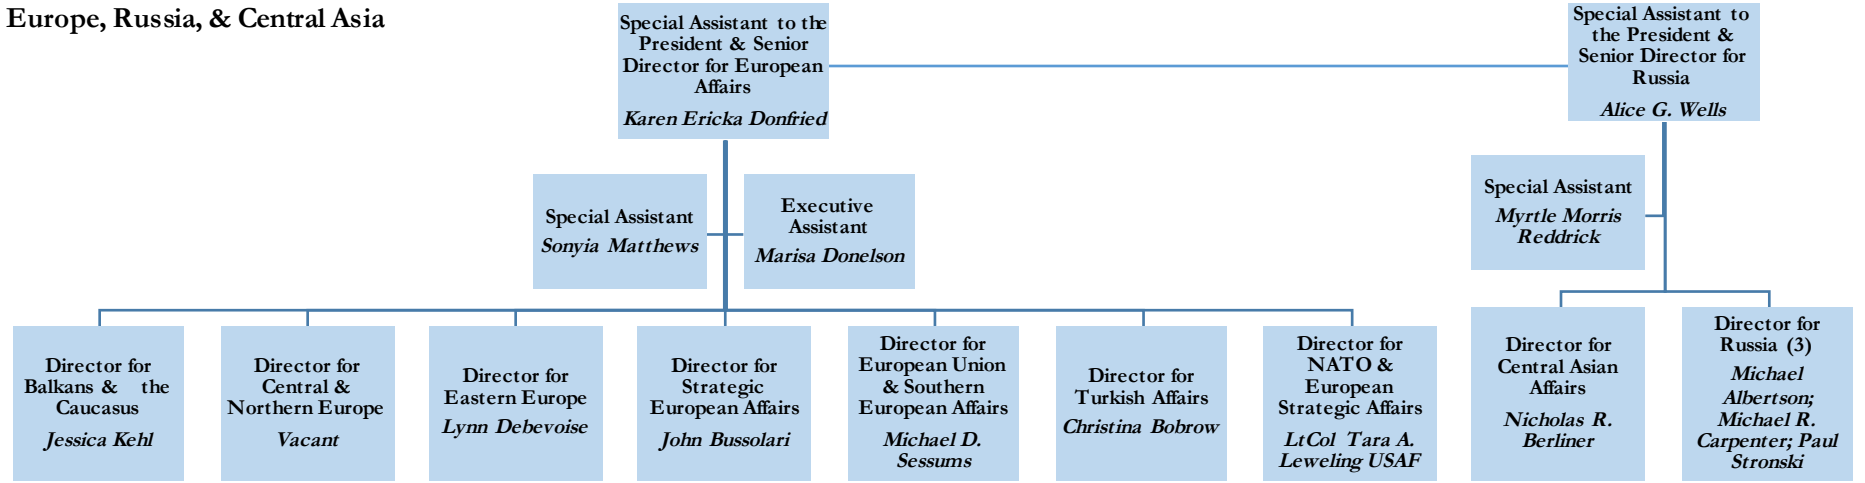 Europe, Russia, & Central Asia
Special Assistant to the
President & Senior
Director for European
Affairs
Karen Ericka Donfried
Special Assistant to
the President &
Senior Director for
Russia
Alice G. Wells
Special Assistant
Sonyia Matthews
Executive
Assistant
Marisa Donelson
Special Assistant
Myrtle Morris
Reddrick
Director for
Balkans & the
Caucasus
Jessica Kehl
Director for
Central &
Northern Europe
Vacant
Director for
Eastern Europe
Lynn Debevoise
Director for
Strategic
European Affairs
John Bussolari
Director for
European Union
& Southern
European Affairs
Michael D.
Sessums
Director for
Turkish Affairs
Christina Bobrow
Director for
NATO &
European
Strategic Affairs
LtCol Tara A.
Leweling USAF
Director for
Central Asian
Affairs
Nicholas R.
Berliner
Director for
Russia (3)
Michael
Albertson;
Michael R.
Carpenter; Paul
Stronski